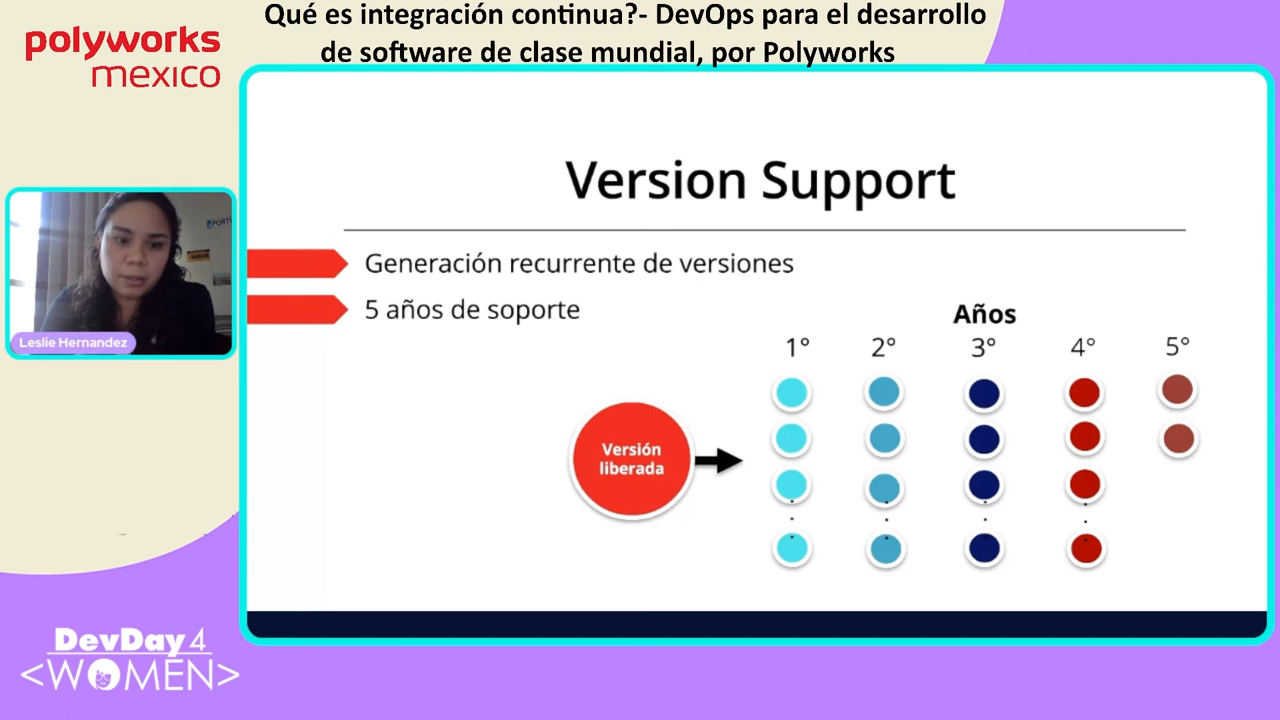 Qué es integración continua?- DevOps para el desarrollo
de software de clase mundial, por Polyworks
polyworks
mexico
Version Support
Generación recurrente de versiones
5 años de soporte
Años
1° 2° 3° 4° 5°
Versión
liberada
Leslie Hernandez
DevDay4
<WOMEN>